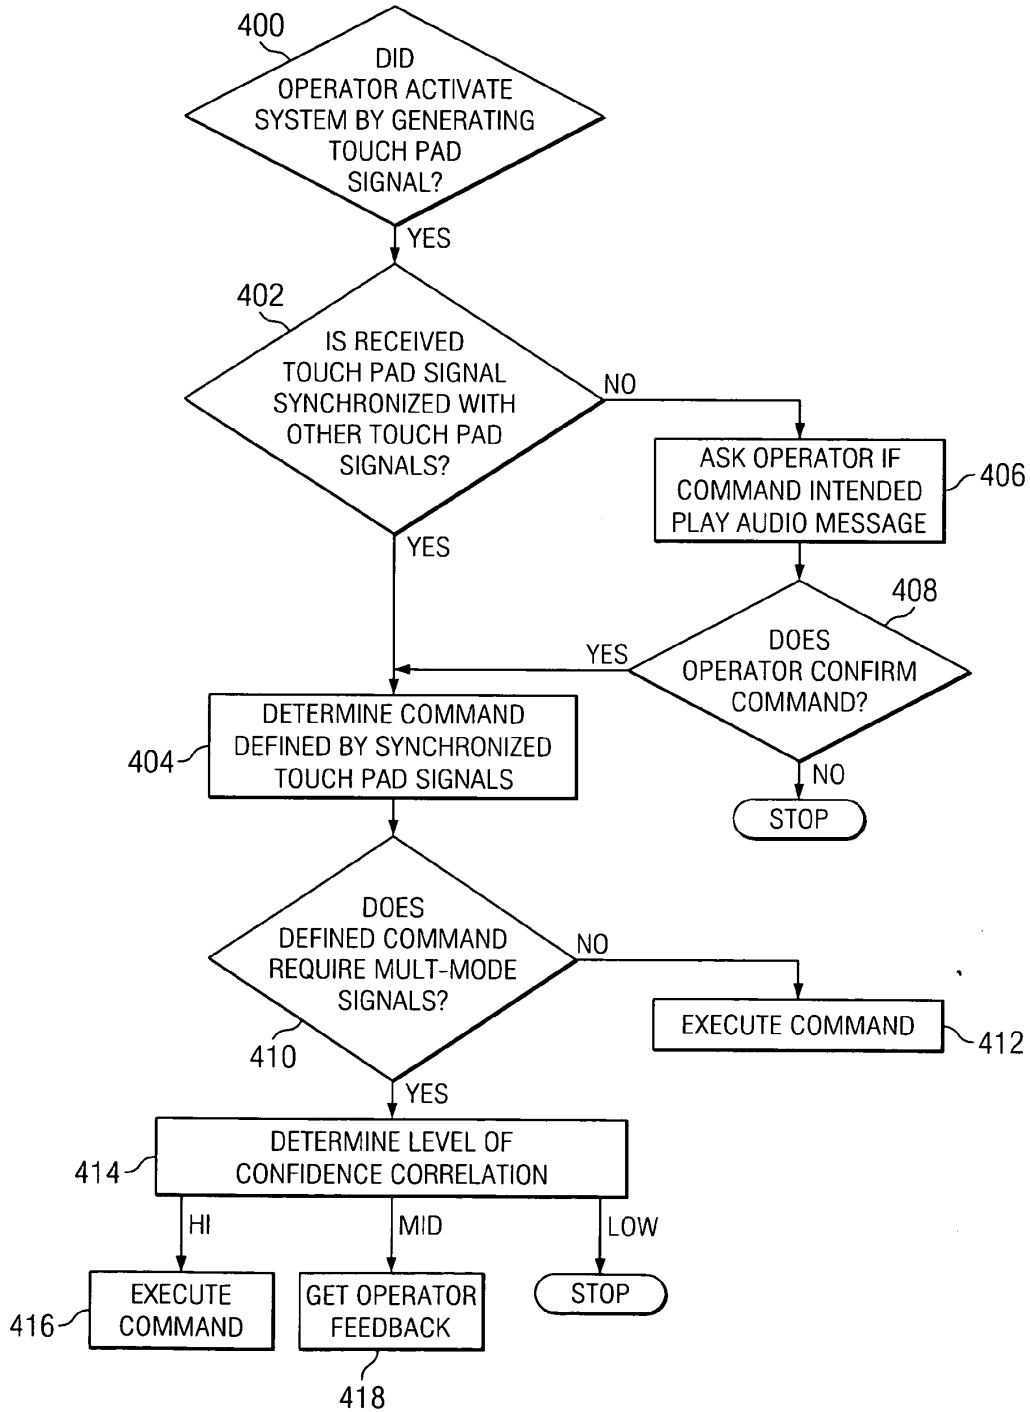 400
DID
OPERATOR ACTIVATE
SYSTEM BY GENERATING
TOUCH PAD
SIGNAL?
YES
402
IS RECEIVED
TOUCH PAD SIGNAL
SYNCHRONIZED WITH
OTHER TOUCH PAD
SIGNALS?
NO
YES
ASK OPERATOR IF
COMMAND INTENDED
PLAY AUDIO MESSAGE
406
408
DOES
OPERATOR CONFIRM
COMMAND?
YES
NO
STOP
DETERMINE COMMAND
DEFINED BY SYNCHRONIZED
TOUCH PAD SIGNALS
404
DOES
DEFINED COMMAND
REQUIRE MULT-MODE
SIGNALS?
410
NO
EXECUTE COMMAND
412
YES
DETERMINE LEVEL OF
CONFIDENCE CORRELATION
414
HI
MID
LOW
EXECUTE
COMMAND
416
GET OPERATOR
FEEDBACK
418
STOP